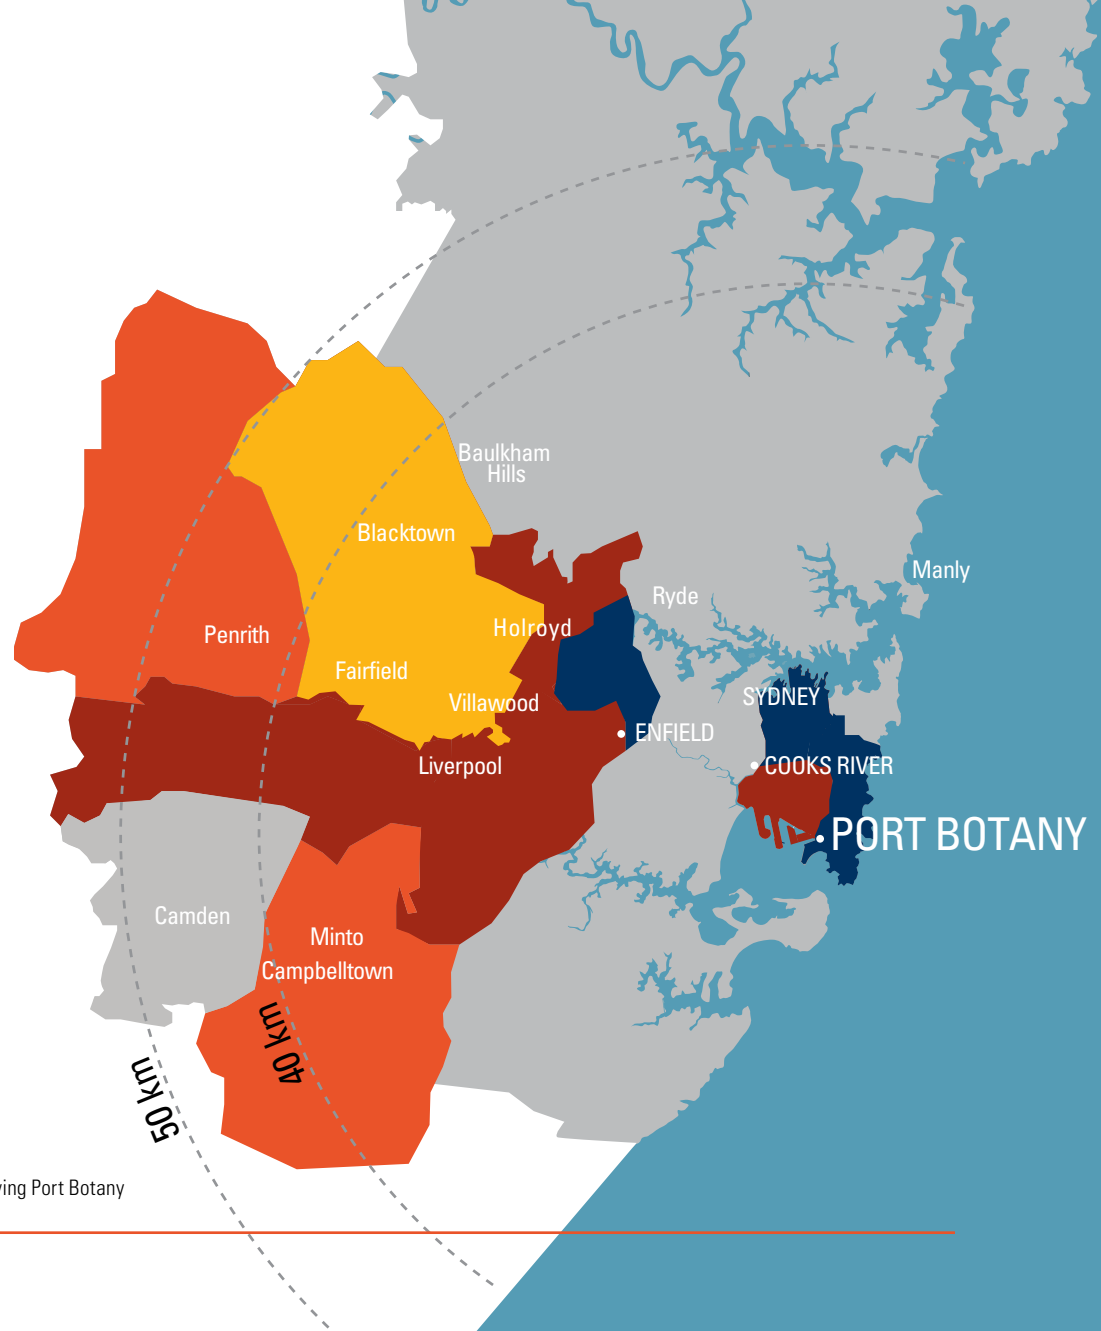 Baulkham
Hills
Blacktown
Manly
Ryde
Holroyd
Penrith
Fairfield
Villawood
SYDNEY
ENFIELD
Liverpool
COOKS RIVER
PORT BOTANY
Camden
Minto
Campbelltown
40 km
50 km
ing Port Botany